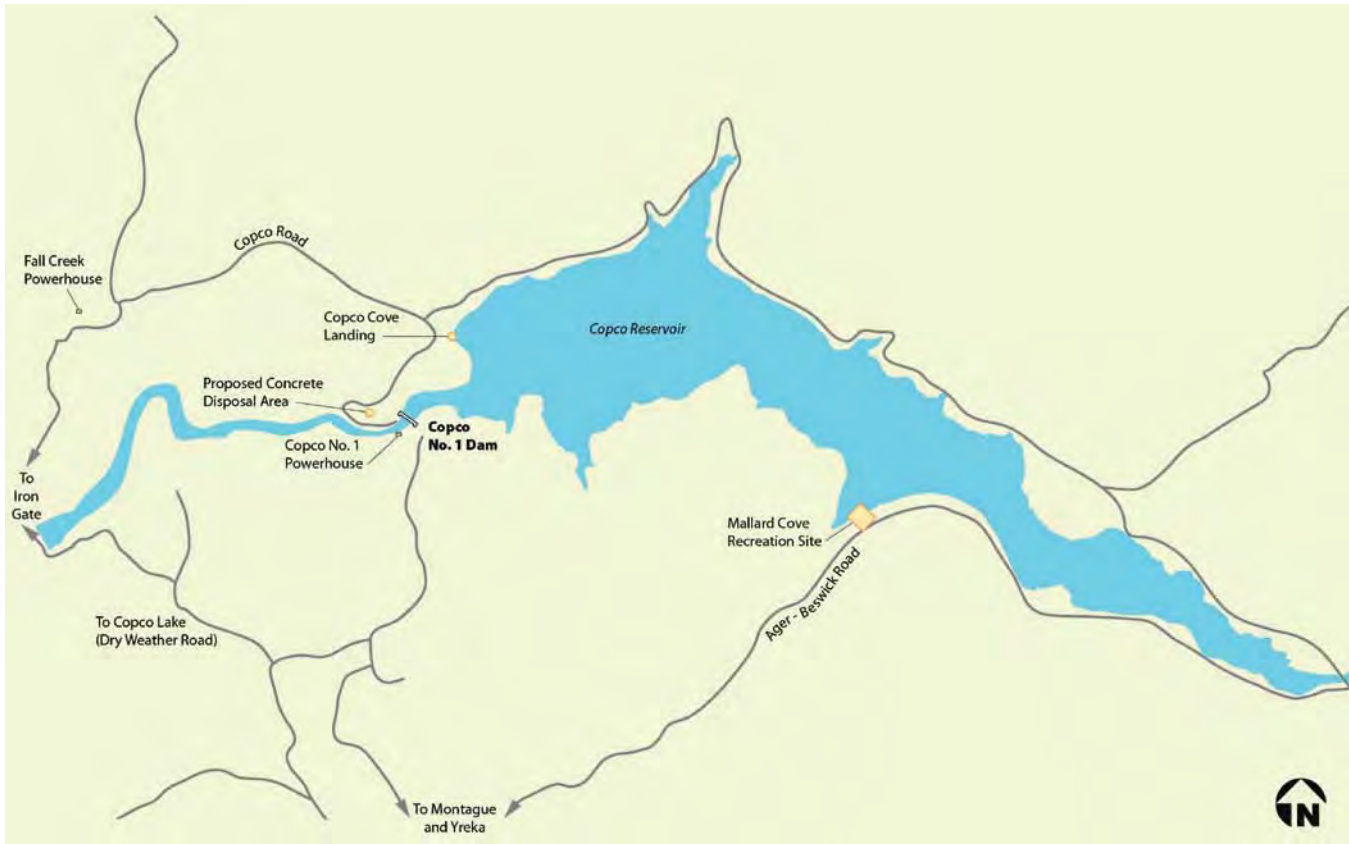 Copco Road
Fall Creek
Powerhouse
Copco Cove
Landing
Copco Reservoir
Proposed Concrete
Disposal Area
Copco
No. 1 Dam
Copco No. 1
Powerhouse
To
Iron
Gate
Mallard Cove
Recreation Site
Ager - Beswick Road
To Copco Lake
(Dry Weather Road)
To Montague
and Yreka
N